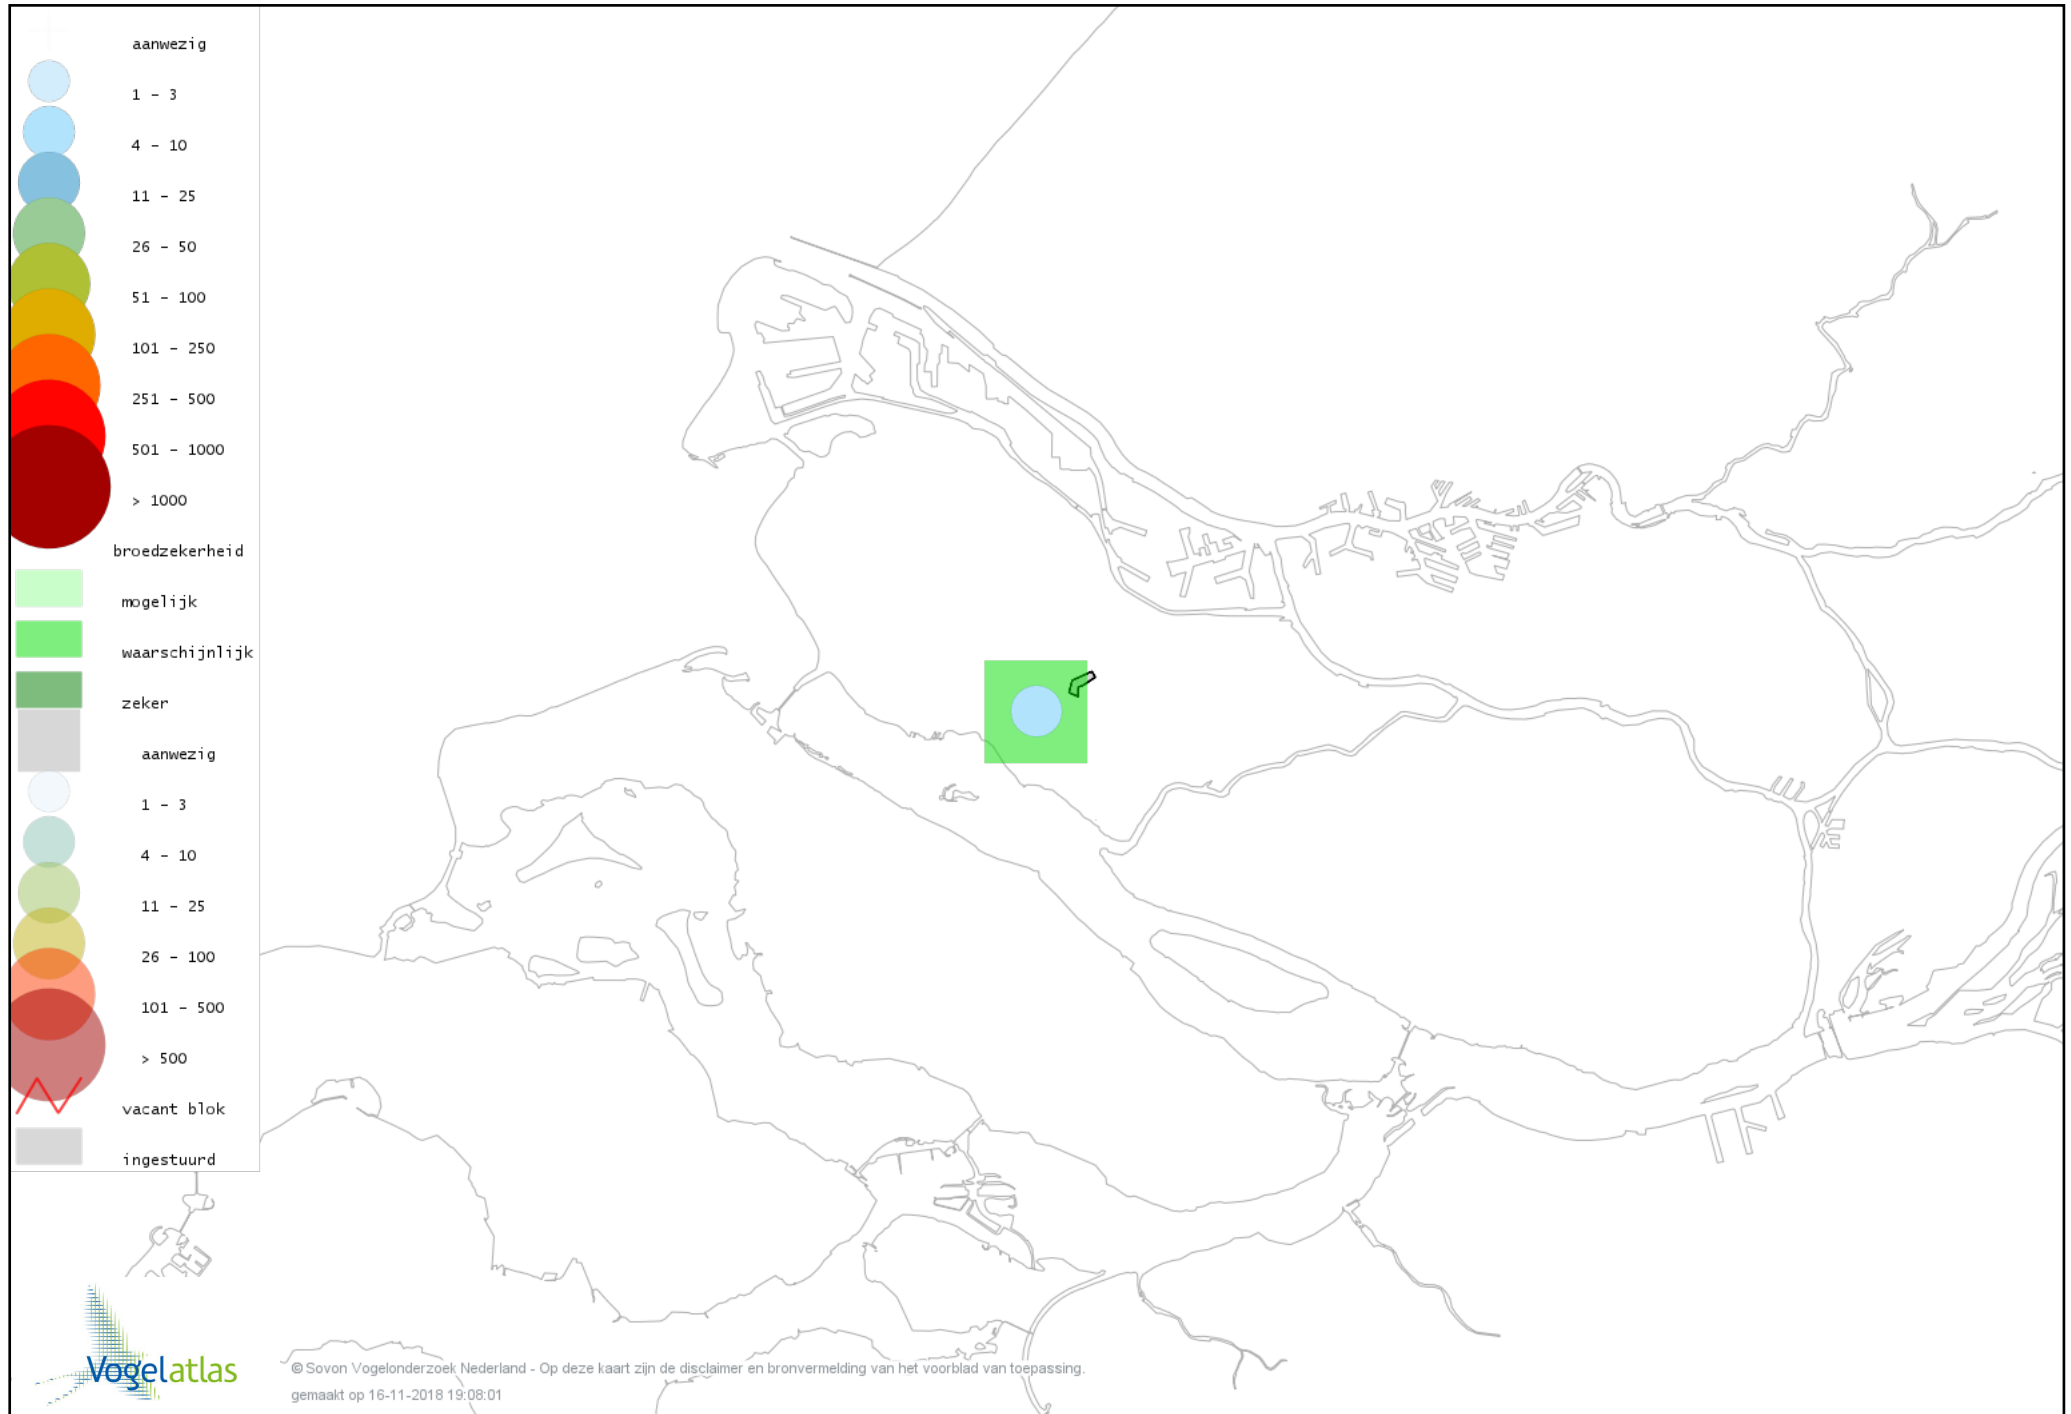 aanwezig
1 - 3
4 - 10
11 - 25
26 - 50
51 - 100
101 - 250
251 - 500
501 - 1000
> 1000
broedzekerheid
mogelijk
waarschijnlijk
zeker
aanwezig
1 - 3
4 - 10
11 - 25
26 - 100
101 - 500
> 500
vacant blok
ingestuurd
Vogelatlas
© Sovon Vogelonderzoek Nederland - Op deze kaart zijn de disclaimer en bronvermelding van het voorblad van toepassing.
gemaakt op 16-11-2018 19:08:01